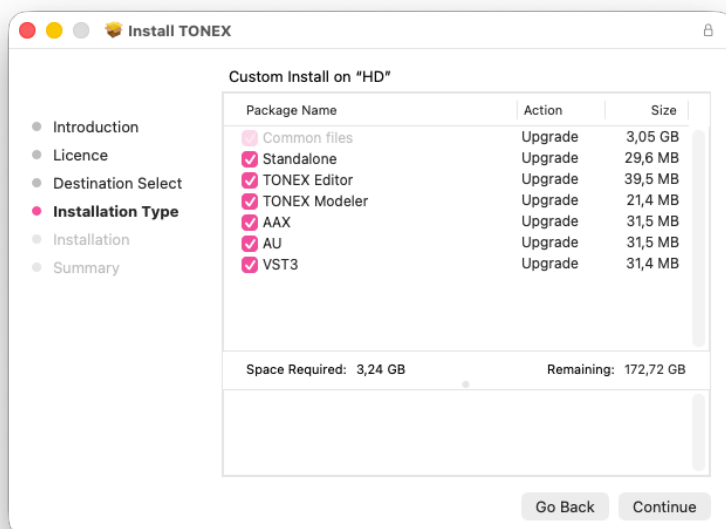 Install TONEX
Custom Install on “HD”
Introduction
Licence
Destination Select
Installation Type
Installation
Summary
Package Name Action Size
Common files Upgrade 3,05 GB
Standalone Upgrade 29,6 MB
TONEX Editor Upgrade 39,5 MB
TONEX Modeler Upgrade 21,4 MB
AAX Upgrade 31,5 MB
AU Upgrade 31,5 MB
VST3 Upgrade 31,4 MB
Space Required: 3,24 GB Remaining: 172,72 GB
Go Back Continue